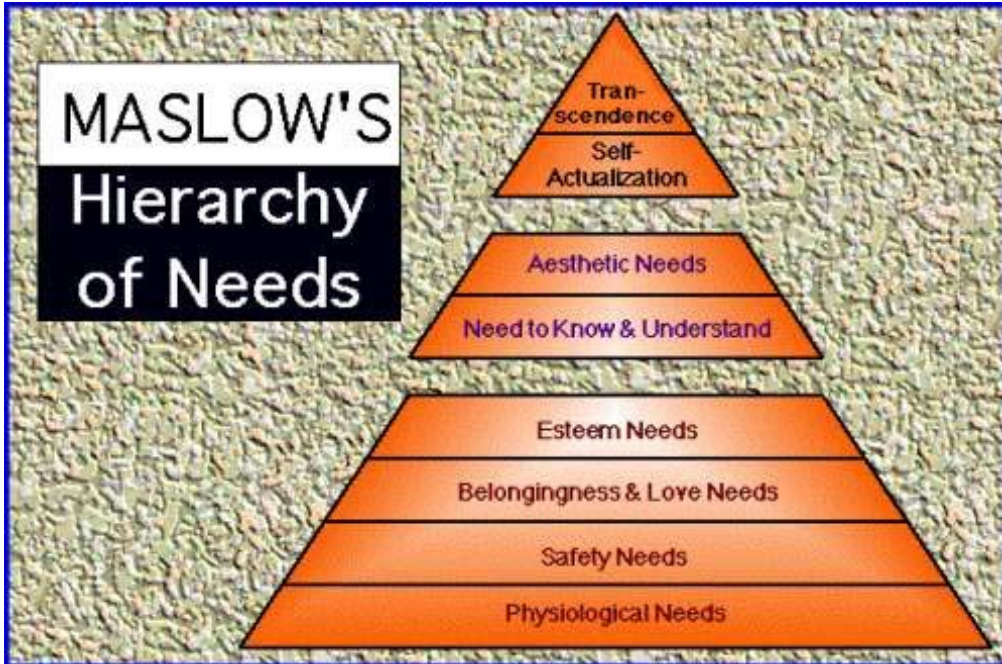 MASLOW'S
Hierarchy
of Needs
Tran-
scendence
Self-
Actualization
Aesthetic Needs
Need to Know & Understand
Esteem Needs
Belongingness & Love Needs
Safety Needs
Physiological Needs